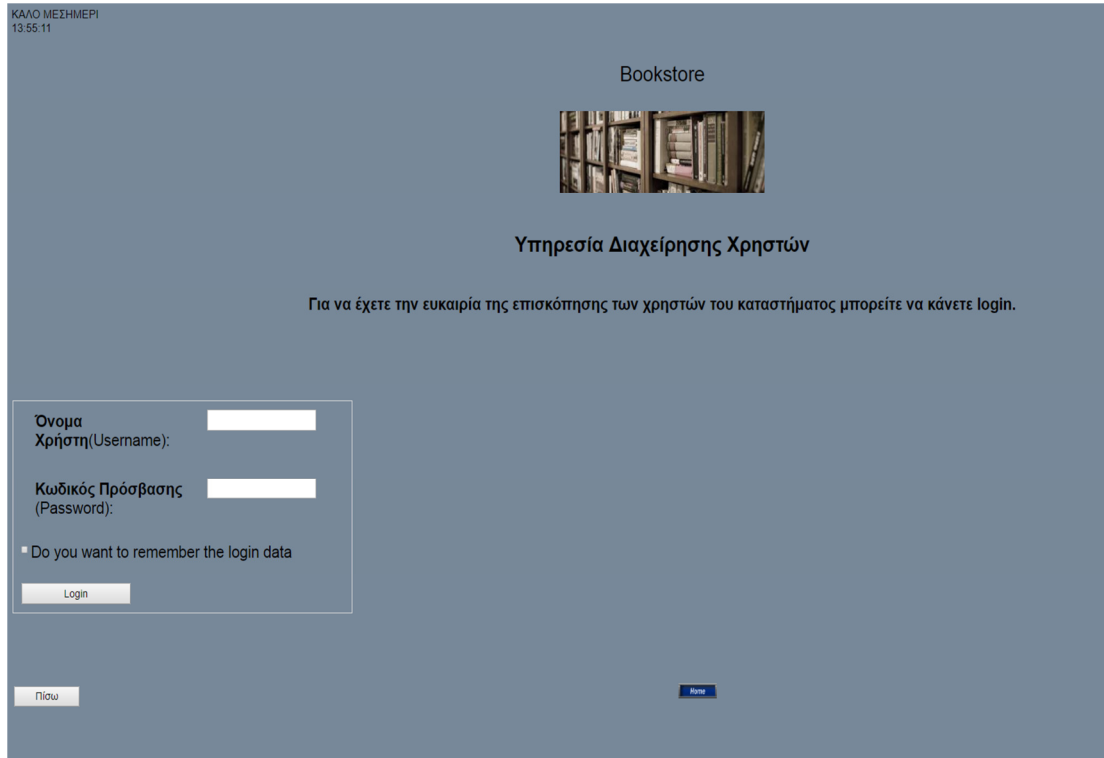 ΚΑΛΟ ΜΕΣΗΜΕΡΙ
13:55:11
Bookstore
Υπηρεσία Διαχείρησης Χρηστών
Για να έχετε την ευκαιρία της επισκόπησης των χρηστών του καταστήματος μπορείτε να κάνετε login.
Όνομα
Χρήστη(Username):
Κωδικός Πρόσβασης
(Password):
Do you want to remember the login data
Login
Πίσω
Home